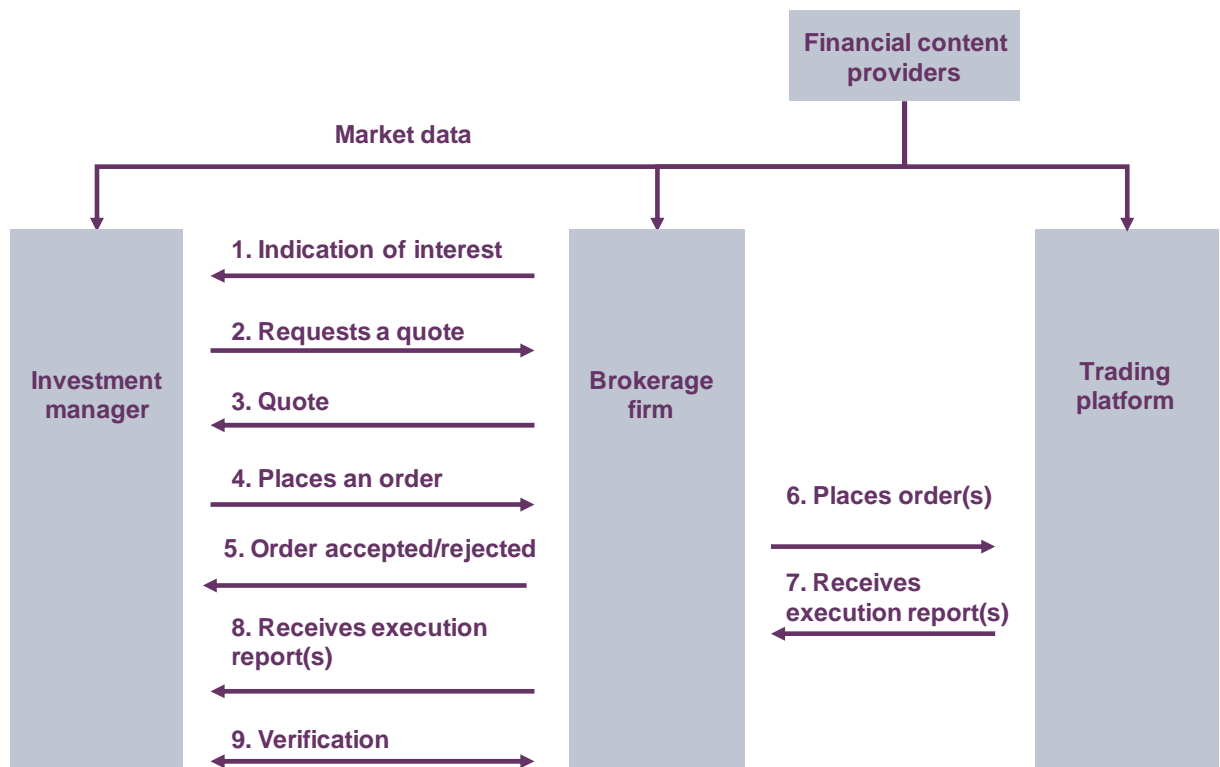 Financial content
providers
Market data
1. Indication of interest
2. Requests a quote
Investment
manager
Brokerage
firm
Trading
platform
3. Quote
4. Places an order
6. Places order(s)
5. Order accepted/rejected
7. Receives
execution report(s)
8. Receives execution
report(s)
9. Verification